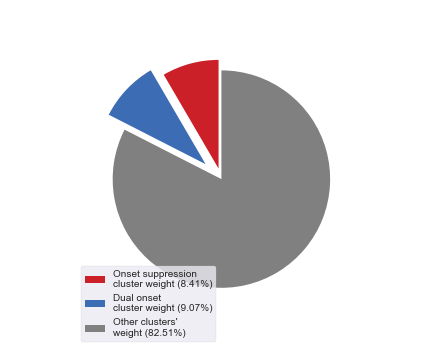 Onset suppression
cluster weight (8.41%)
Dual onset
cluster weight (9.07%)
Other clusters'
weight (82.51%)